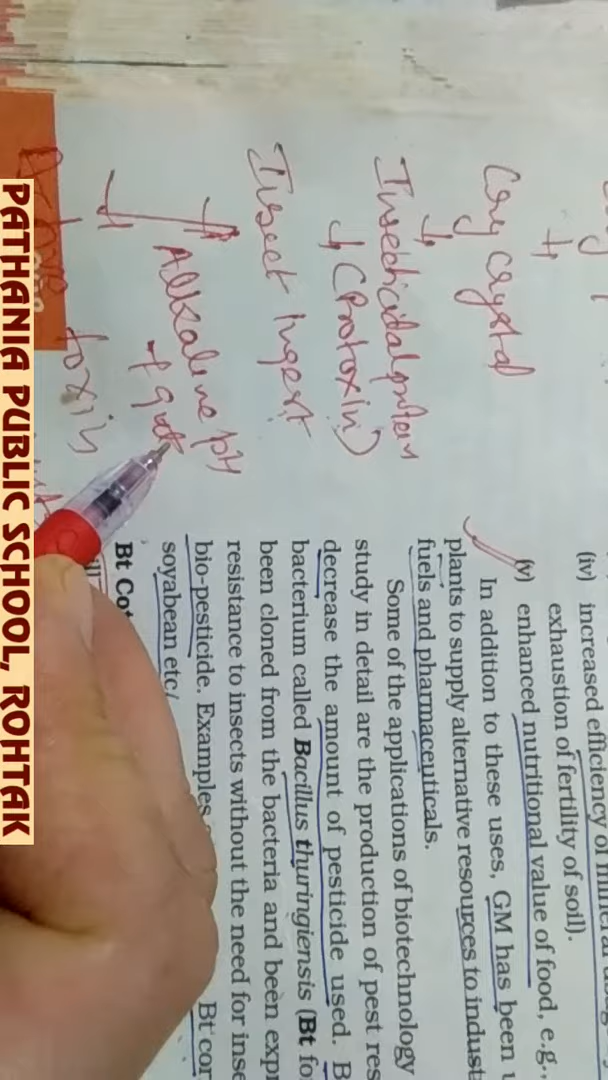 Cry crystal
↓
Insecticidal protein
↓ (Protoxin)
Insect Ingest
↓ Alkaline pH
+ gut
toxin
(iv) increased efficiency of mineral
exhaustion of fertility of soil).
(v) enhanced nutritional value of food, e.g.,
In addition to these uses, GM has been
plants to supply alternative resources to indust
fuels and pharmaceuticals.
Some of the applications of biotechnology
study in detail are the production of pest res
decrease the amount of pesticide used. B
bacterium called Bacillus thuringiensis (Bt fo
been cloned from the bacteria and been expr
resistance to insects without the need for inse
bio-pesticide. Examples Bt cor
soyabean etc
Bt Cot
PATHANIA PUBLIC SCHOOL, ROHTAK